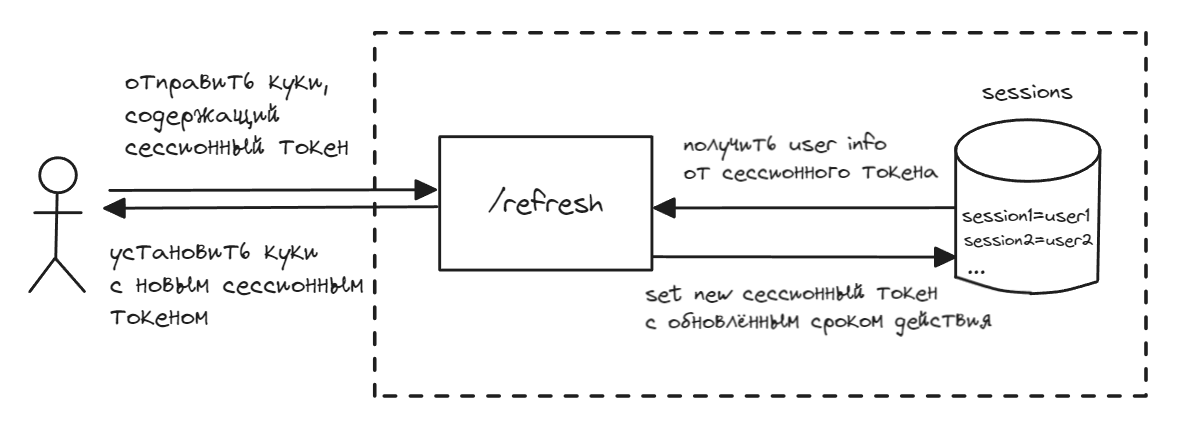 отправить куки,
содержащий
сессионный токен
установить куки
с новым сессионным
токеном
/refresh
получить user info
от сессионного токена
set new сессионный токен
с обновлённым сроком действия
sessions
session1=user1
session2=user2
...